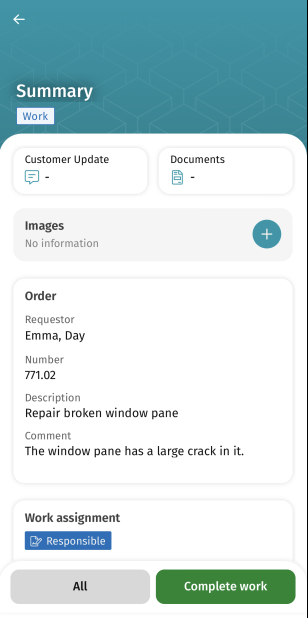 Summary
Work
Customer Update
-
Documents
-
Images
No information
Order
Requestor
Emma, Day
Number
771.02
Description
Repair broken window pane
Comment
The window pane has a large crack in it.
Work assignment
Responsible
All
Complete work